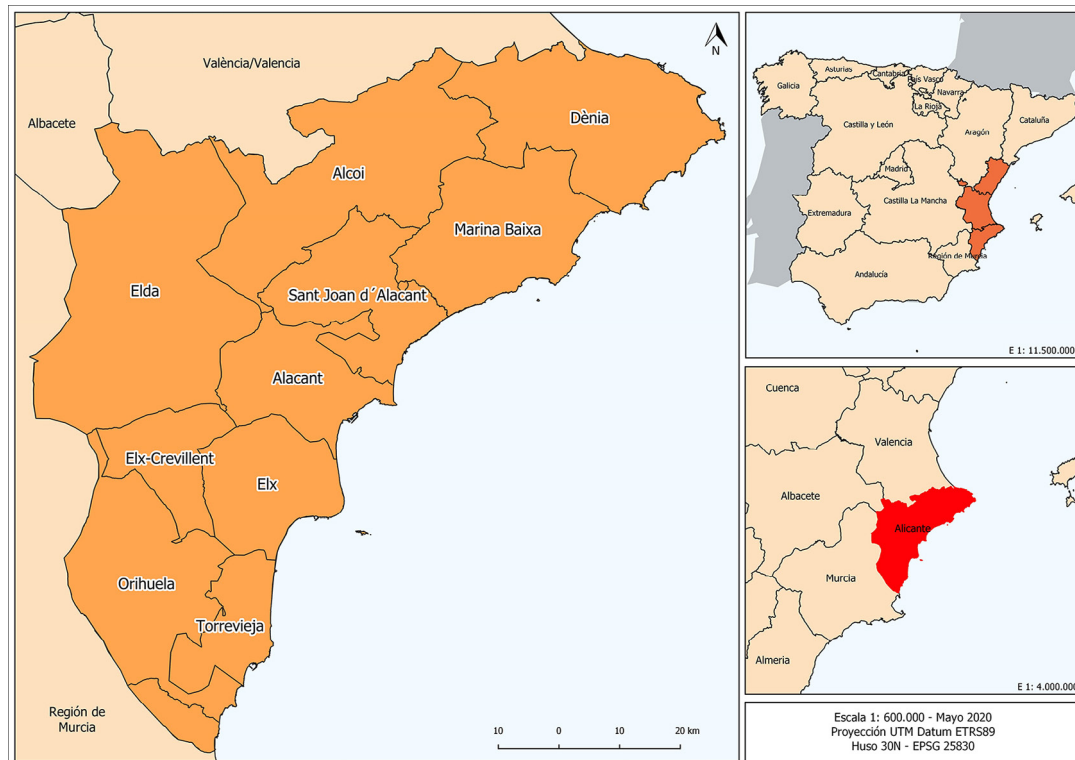 València/Valencia
Albacete
N
Dènia
Alcoi
Marina Baixa
Elda
Sant Joan d´Alacant
Alacant
Elx-Crevillent
Elx
Orihuela
Torrevieja
Región de
Murcia
10 0 10 20 km
Asturias
Cantabria
País Vasco
Galicia
Navarra
La Rioja
Castilla y León
Aragón
Cataluña
Madrid
Castilla La Mancha
Extremadura
Región de Murcia
Andalucía
E 1: 11.500.000
Cuenca
Valencia
Albacete
Alicante
Murcia
Almeria
E 1: 4.000.000
Escala 1: 600.000 - Mayo 2020
Proyección UTM Datum ETRS89
Huso 30N - EPSG 25830